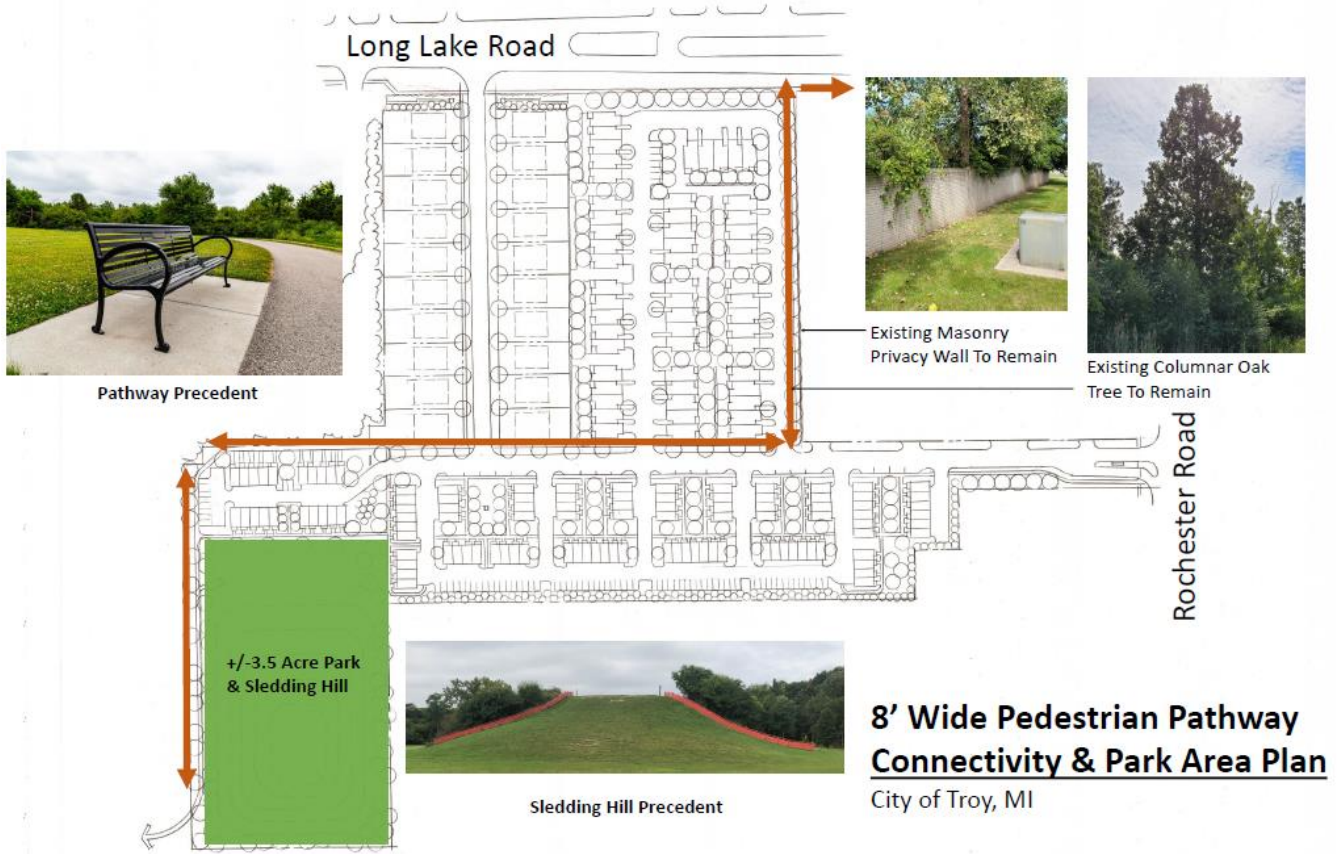 Long Lake Road
Pathway Precedent
Existing Masonry
Privacy Wall To Remain
Existing Columnar Oak
Tree To Remain
Rochester Road
+/-3.5 Acre Park
& Sledding Hill
Sledding Hill Precedent
8’ Wide Pedestrian Pathway
Connectivity & Park Area Plan
City of Troy, MI